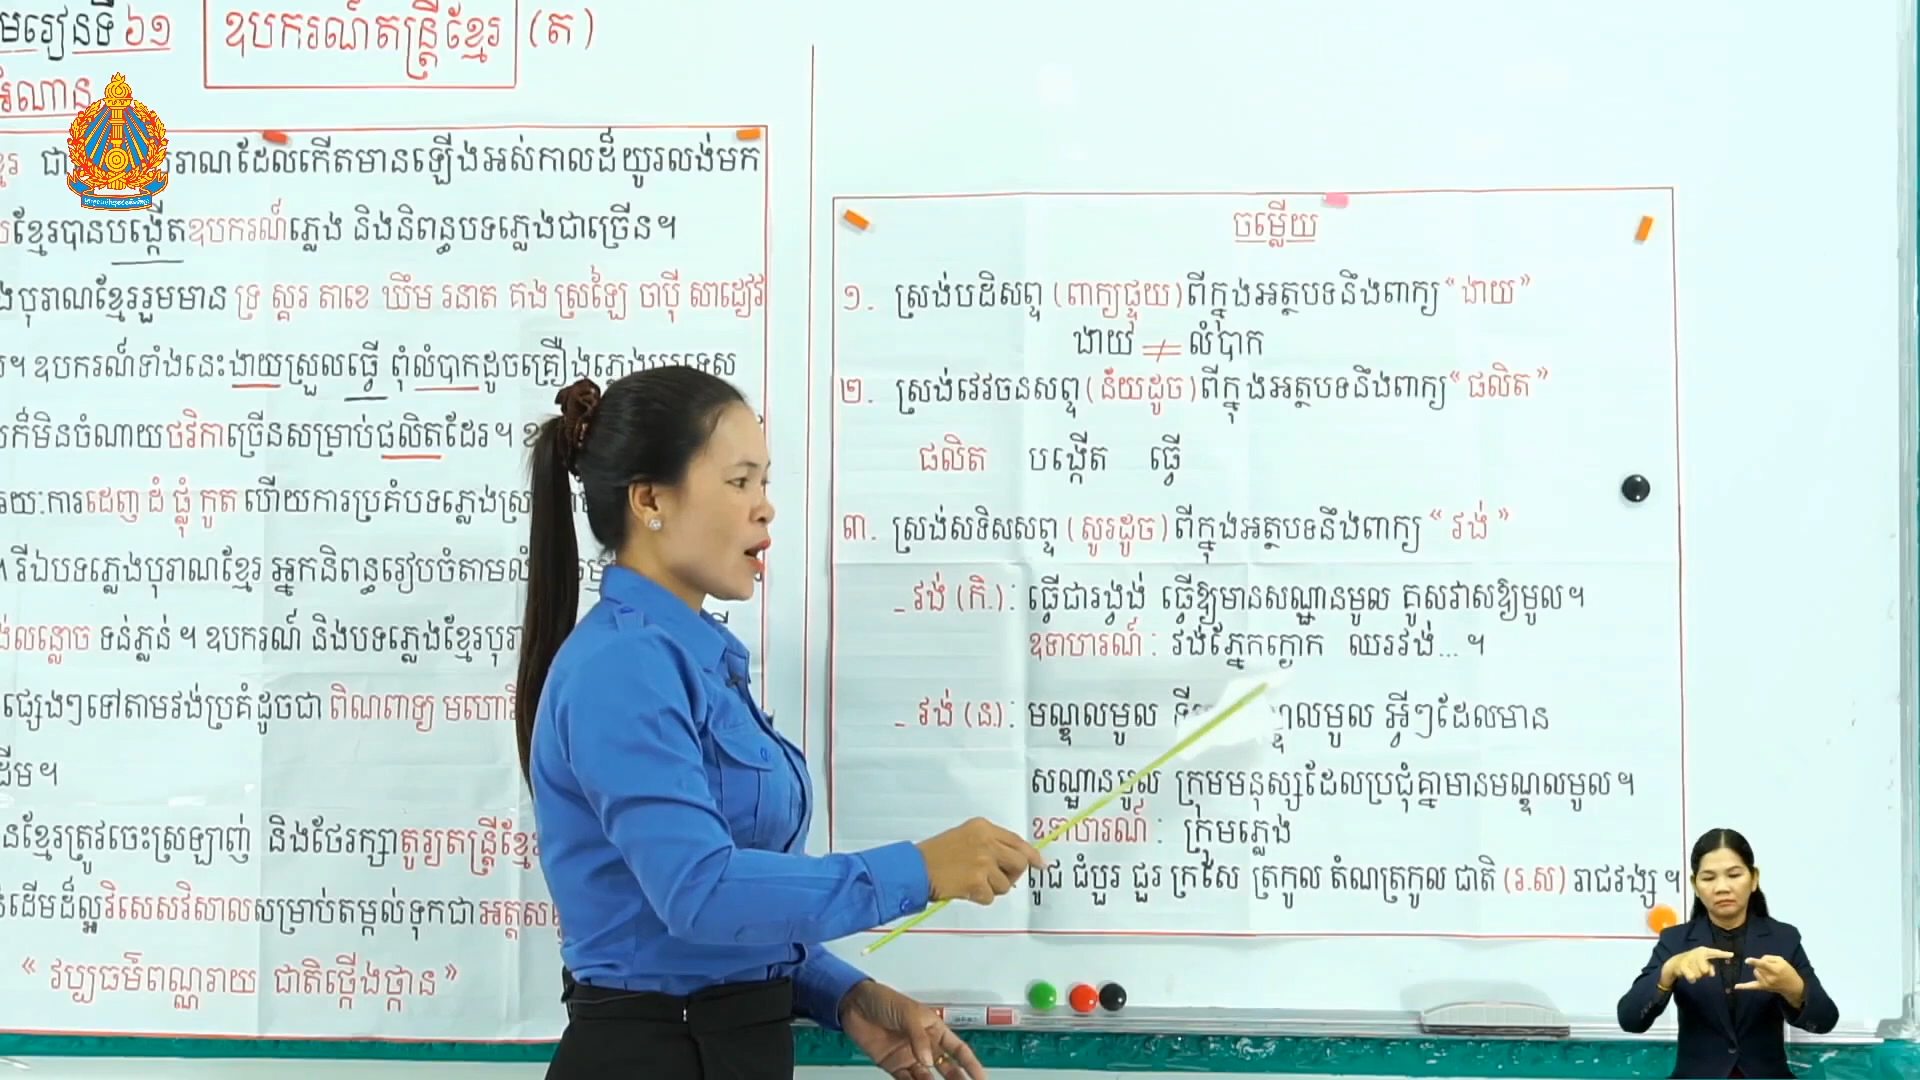 មេរៀនទី ៦១ ឧបករណ៍តន្ត្រីខ្មែរ (ត)
អំណាន
ខ្មែរ ជា បុរាណដែលកើតមានឡើងអស់កាលដ៏យូរលង់មក
ខ្មែរបានបង្កើតឧបករណ៍ភ្លេង និងនិពន្ធបទភ្លេងជាច្រើន។
បុរាណខ្មែររួមមាន ទ្រ ស្គរ តាខេ ឃឹម រនាត គង ស្រឡៃ ចាប៉ី សាដៀវ
។ ឧបករណ៍ទាំងនេះងាយស្រួលធ្វើ ពុំលំបាកដូចគ្រឿងភ្លេងបរទេស
ក៏មិនចំណាយថវិកាច្រើនសម្រាប់ផលិតដែរ។
រយៈការដេញ ដំ ផ្លុំ កូត ហើយការប្រគំបទភ្លេង
។ រីឯបទភ្លេងបុរាណខ្មែរ អ្នកនិពន្ធរៀបចំតាម
លន្លោច ទន់ភ្លន់ ។ ឧបករណ៍ និងបទភ្លេងខ្មែរ
ផ្សេងៗទៅតាមវង់ប្រគំដូចជា ពិណពាទ្យ មហោរី
ដើម។
ខ្មែរត្រូវចេះស្រឡាញ់ និងថែរក្សាតូរ្យតន្ត្រីខ្មែរ
ដើមដ៏ល្អវិសេសវិសាលសម្រាប់តម្កល់ទុកជា
« វប្បធម៌ពណ្ណរាយ ជាតិថ្កើងថ្កាន »
ចម្លើយ
១. ស្រង់បដិសព្ទ (ពាក្យផ្ទុយ) ពីក្នុងអត្ថបទនឹងពាក្យ “ងាយ”
ងាយ ≠ លំបាក
២. ស្រង់វេវចនសព្ទ (ន័យដូច) ពីក្នុងអត្ថបទនឹងពាក្យ “ផលិត”
ផលិត បង្កើត ធ្វើ
៣. ស្រង់សទិសសព្ទ (សូរដូច) ពីក្នុងអត្ថបទនឹងពាក្យ “វង់”
_ វង់ (កិ.): ធ្វើជារង្វង់ ធ្វើឱ្យមានសណ្ឋានមូល គូសវាសឱ្យមូល។
ឧទាហរណ៍ : វង់ភ្នែកក្ងោក ឈរវង់... ។
_ វង់ (ន.): មណ្ឌលមូល មូល អ្វីៗដែលមាន
សណ្ឋានមូល ក្រុមមនុស្សដែលប្រជុំគ្នាមានមណ្ឌលមូល។
ឧទាហរណ៍ : ក្រុមភ្លេង
ពូជ ជំបួរ ជួរ ក្រសែ ត្រកូល តំណត្រកូល ជាតិ (រ.ស) រាជវង្ស ។